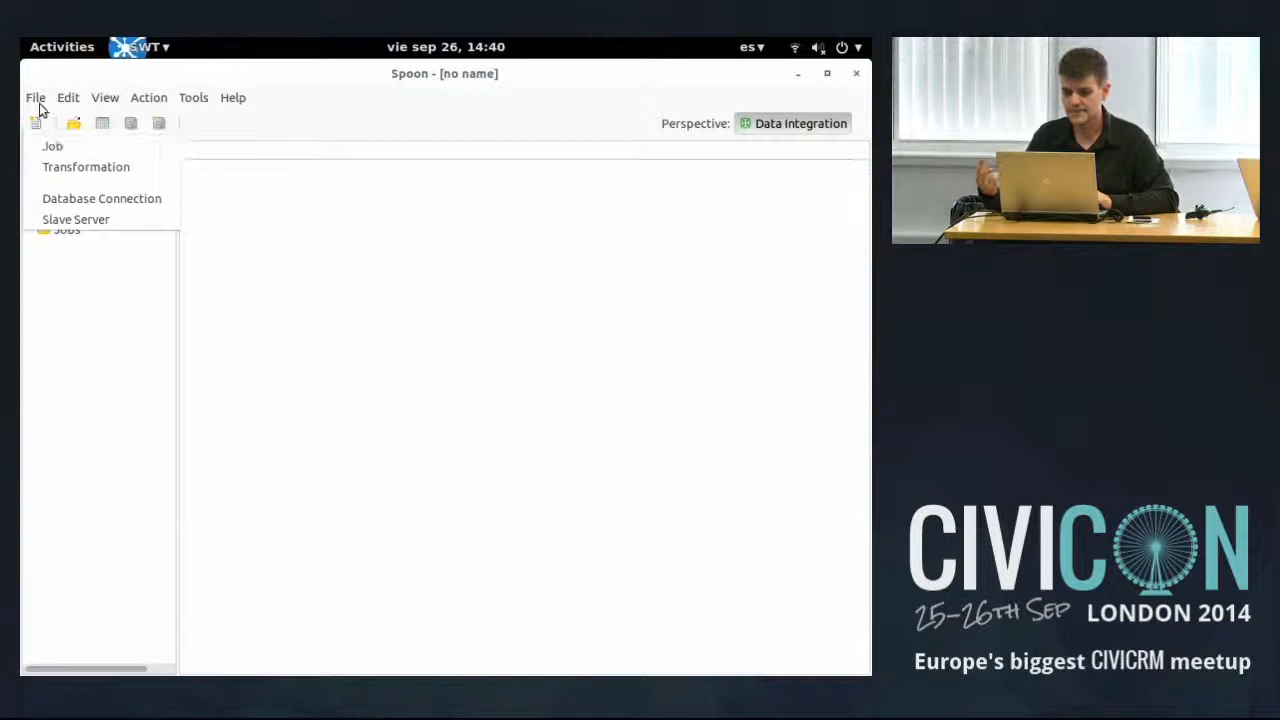 Activities SWT▾ vie sep 26, 14:40 es▾
Spoon - [no name]
File Edit View Action Tools Help
Perspective: Data Integration
Job
Transformation
Database Connection
Slave Server
Jobs
CIVICON
25-26TH SEP LONDON 2014
Europe's biggest CIVICRM meetup